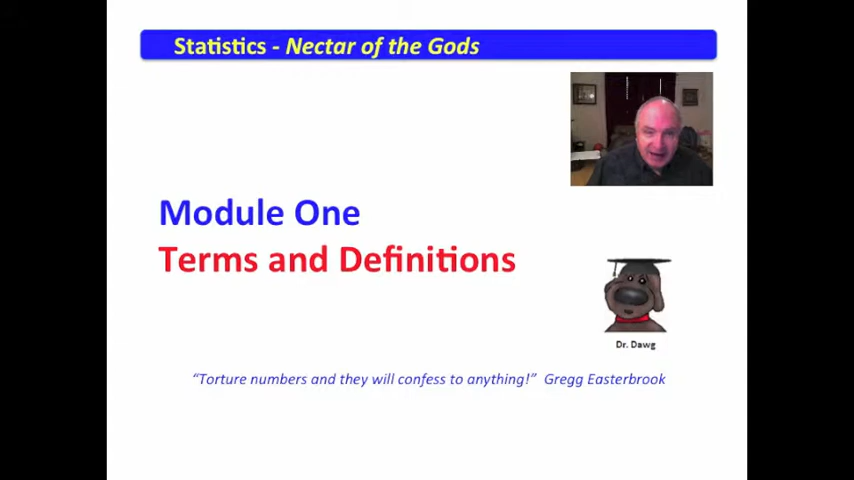 Statistics - Nectar of the Gods
Module One
Terms and Definitions
Dr. Dawg
“Torture numbers and they will confess to anything!” Gregg Easterbrook